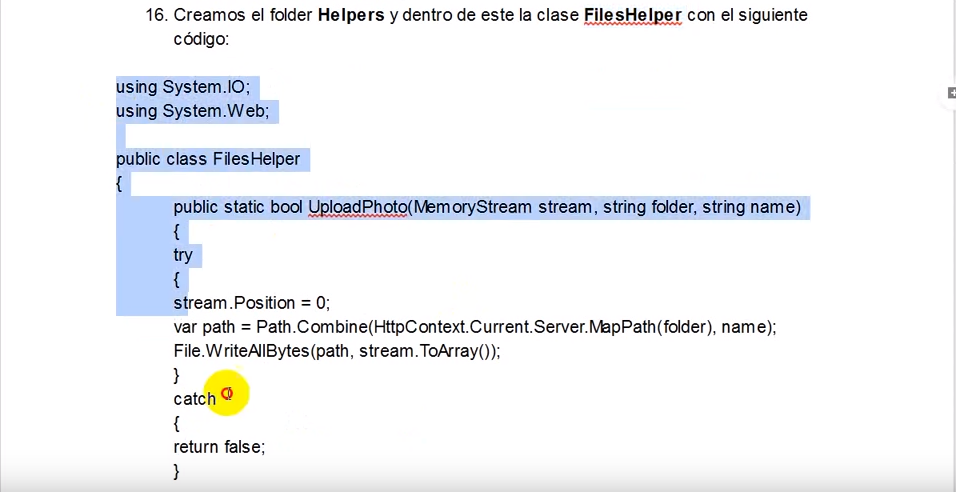 16. Creamos el folder Helpers y dentro de este la clase FilesHelper con el siguiente
código:
using System.IO;
using System.Web;
public class FilesHelper
{
public static bool UploadPhoto(MemoryStream stream, string folder, string name)
{
try
{
stream.Position = 0;
var path = Path.Combine(HttpContext.Current.Server.MapPath(folder), name);
File.WriteAllBytes(path, stream.ToArray());
}
catch
{
return false;
}